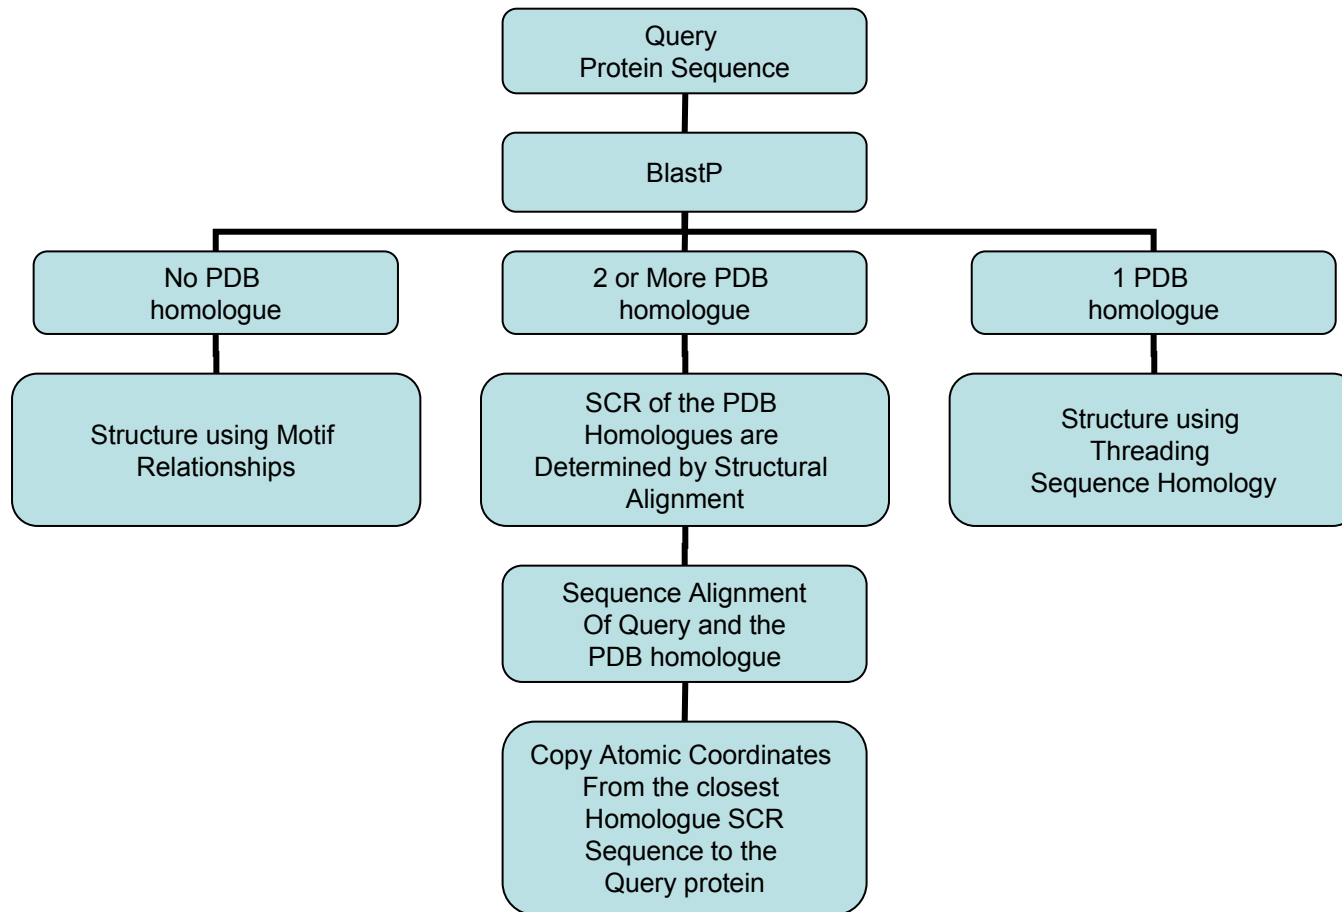 Query
Protein Sequence
BlastP
No PDB
homologue
2 or More PDB
homologue
1 PDB
homologue
Structure using Motif
Relationships
SCR of the PDB
Homologues are
Determined by Structural
Alignment
Structure using
Threading
Sequence Homology
Sequence Alignment
Of Query and the
PDB homologue
Copy Atomic Coordinates
From the closest
Homologue SCR
Sequence to the
Query protein